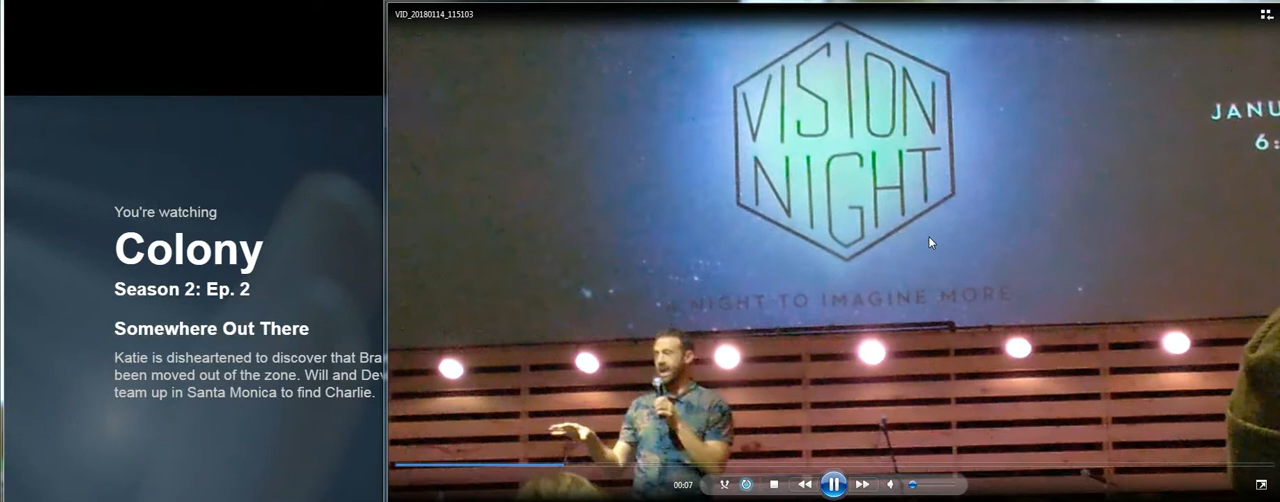 You're watching
Colony
Season 2: Ep. 2
Somewhere Out There
Katie is disheartened to discover that Bra
been moved out of the zone. Will and Dev
team up in Santa Monica to find Charlie.
VID_20180114_115103
VISION
NIGHT
JANU
6:
A NIGHT TO IMAGINE MORE
00:07